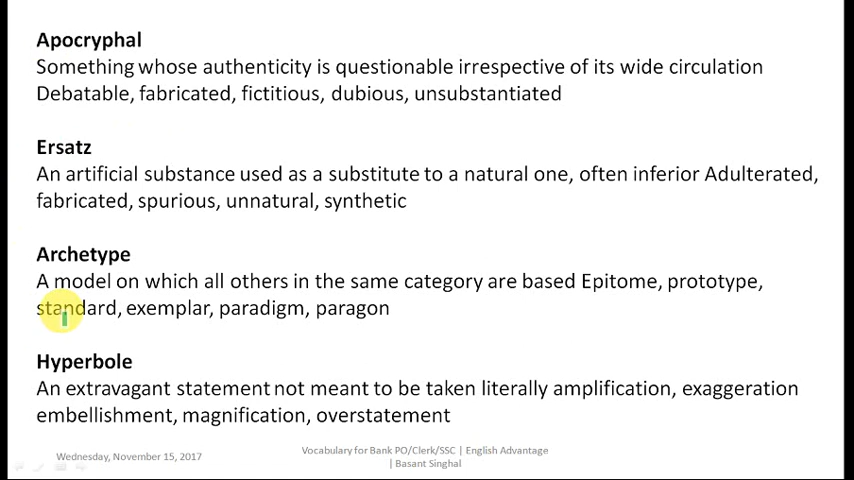 Apocryphal
Something whose authenticity is questionable irrespective of its wide circulation
Debatable, fabricated, fictitious, dubious, unsubstantiated
Ersatz
An artificial substance used as a substitute to a natural one, often inferior Adulterated,
fabricated, spurious, unnatural, synthetic
Archetype
A model on which all others in the same category are based Epitome, prototype,
standard, exemplar, paradigm, paragon
Hyperbole
An extravagant statement not meant to be taken literally amplification, exaggeration
embellishment, magnification, overstatement
Wednesday, November 15, 2017
Vocabulary for Bank PO/Clerk/SSC | English Advantage
| Basant Singhal